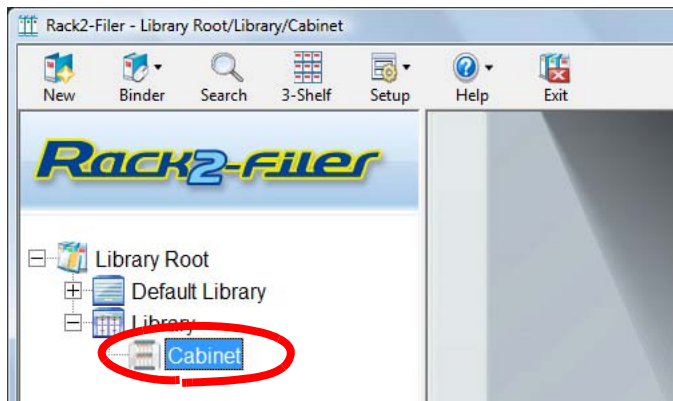 Rack2-Filer - Library Root/Library/Cabinet
New Binder Search 3-Shelf Setup Help Exit
Rack2-Filer
Library Root
Default Library
Library
Cabinet